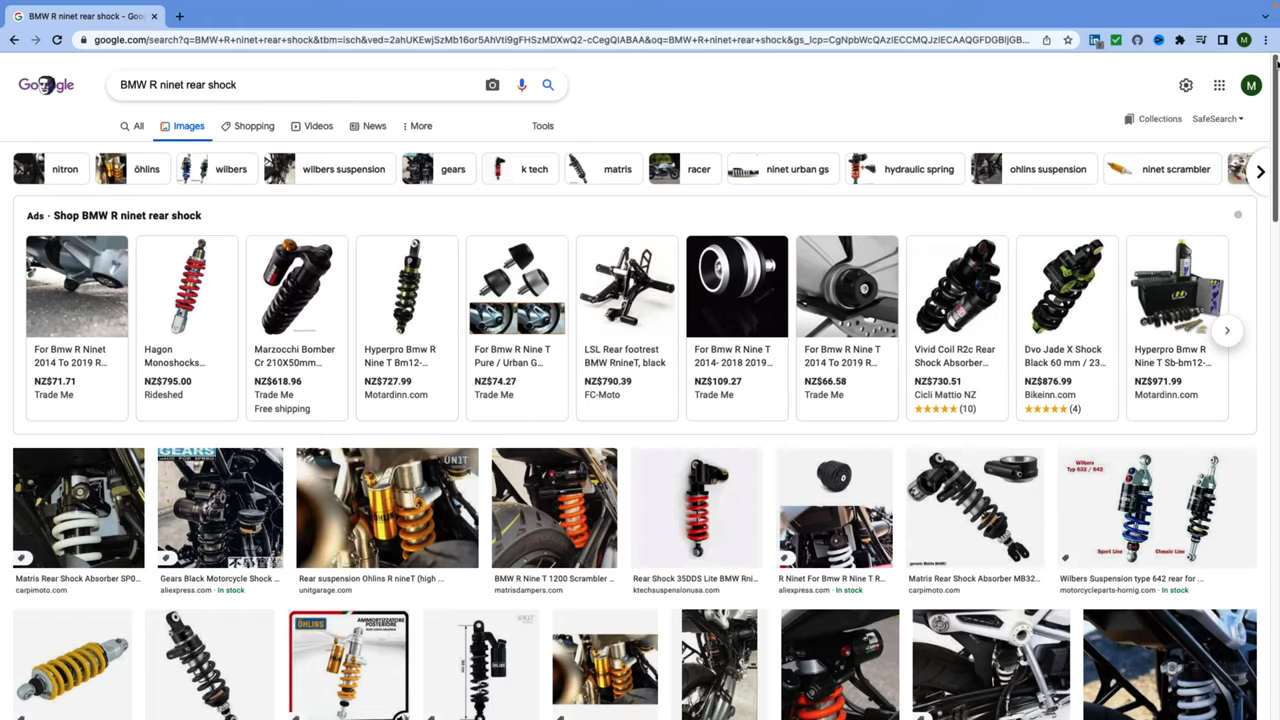 BMW R ninet rear shock - Goo
google.com/search?q=BMW+R+ninet+rear+shock&tbm=isch&ved=2ahUKEwjSzMb16or5AhVti9gFHSzMDXwQ2-cCegQIABAA&oq=BMW+R+ninet+rear+shock&gs_lcp=CgNpbWcQAzIECCMQJzIECAAQGFDGBljGB...
M
Google
BMW R ninet rear shock
M
All
Images
Shopping
Videos
News
More
Tools
Collections
SafeSearch
nitron
öhlins
wilbers
wilbers suspension
gears
k tech
matris
racer
ninet urban gs
hydraulic spring
ohlins suspension
ninet scrambler
Ads · Shop BMW R ninet rear shock
For Bmw R Ninet
2014 To 2019 R...
NZ$71.71
Trade Me
Hagon
Monoshocks...
NZ$795.00
Rideshed
Marzocchi Bomber
Cr 210X50mm...
NZ$618.96
Trade Me
Free shipping
Hyperpro Bmw R
Nine T Bm12-...
NZ$727.99
Motardinn.com
For Bmw R Nine T
Pure / Urban G...
NZ$74.27
Trade Me
LSL Rear footrest
BMW RnineT, black
NZ$790.39
FC-Moto
For Bmw R Nine T
2014- 2018 2019...
NZ$109.27
Trade Me
For Bmw R Nine T
2014 To 2019 R...
NZ$66.58
Trade Me
Vivid Coil R2c Rear
Shock Absorber...
NZ$730.51
Cicli Mattio NZ
★★★★★ (10)
Dvo Jade X Shock
Black 60 mm / 23...
NZ$876.99
Bikeinn.com
★★★★★ (4)
Hyperpro Bmw R
Nine T Sb-bm12-...
NZ$971.99
Motardinn.com
GEARS
UNIT
Wilbers
Typ 632 / 642
Sport Line
Classic Line
generic Matris MB32
Matris Rear Shock Absorber SP0...
carpimoto.com
Gears Black Motorcycle Shock ...
aliexpress.com · In stock
Rear suspension Ohlins R nineT (high ...
unitgarage.com
BMW R Nine T 1200 Scrambler ...
matrisdampers.com
Rear Shock 35DDS Lite BMW Rni...
ktechsuspensionusa.com
R Ninet For Bmw R Nine T R...
aliexpress.com · In stock
Matris Rear Shock Absorber MB32...
carpimoto.com
Wilbers Suspension type 642 rear for ...
motorcycleparts-hornig.com · In stock
ÖHLINS
AMMORTIZZATORE
POSTERIORE
UNIT